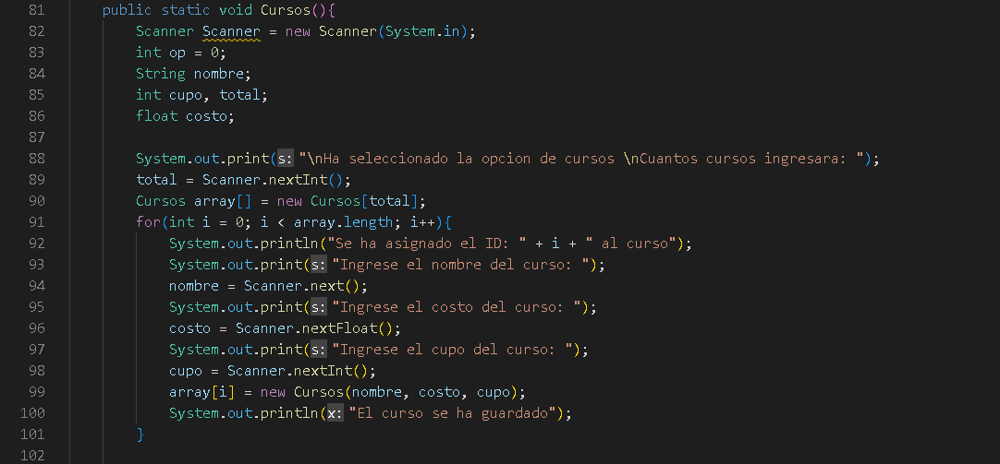 81 public static void Cursos(){
82 Scanner Scanner = new Scanner(System.in);
83 int op = 0;
84 String nombre;
85 int cupo, total;
86 float costo;
87
88 System.out.print(s: "\nHa seleccionado la opcion de cursos \nCuantos cursos ingresara: ");
89 total = Scanner.nextInt();
90 Cursos array[] = new Cursos[total];
91 for(int i = 0; i < array.length; i++){
92 System.out.println("Se ha asignado el ID: " + i + " al curso");
93 System.out.print(s: "Ingrese el nombre del curso: ");
94 nombre = Scanner.next();
95 System.out.print(s: "Ingrese el costo del curso: ");
96 costo = Scanner.nextFloat();
97 System.out.print(s: "Ingrese el cupo del curso: ");
98 cupo = Scanner.nextInt();
99 array[i] = new Cursos(nombre, costo, cupo);
100 System.out.println(x: "El curso se ha guardado");
101 }
102